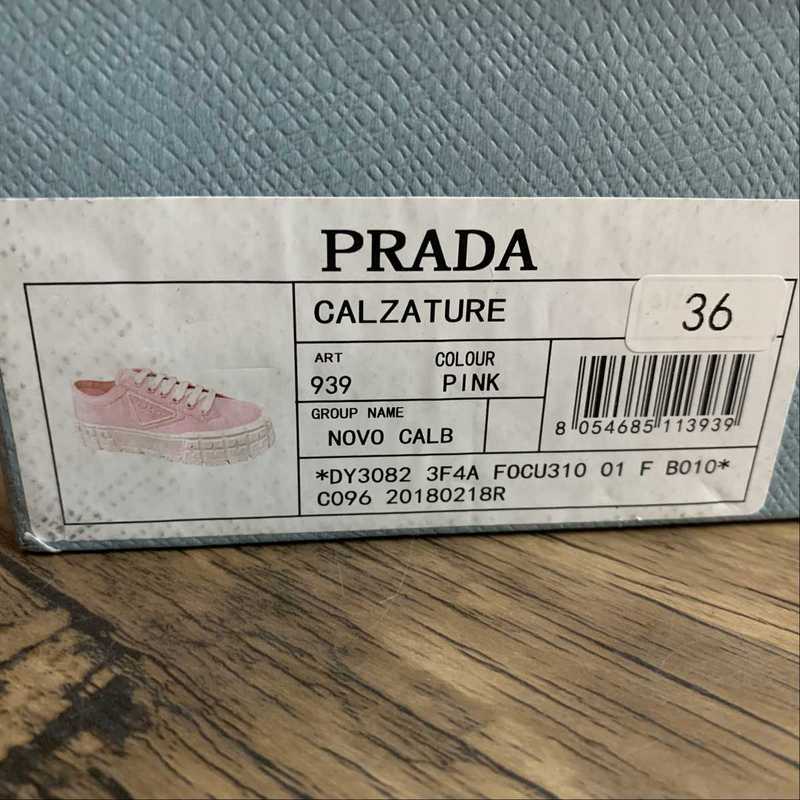 PRADA
CALZATURE
36
ART COLOUR
939 PINK
GROUP NAME
NOVO CALB
8 054685 113939
*DY3082 3F4A F0CU310 01 F B010*
C096 20180218R